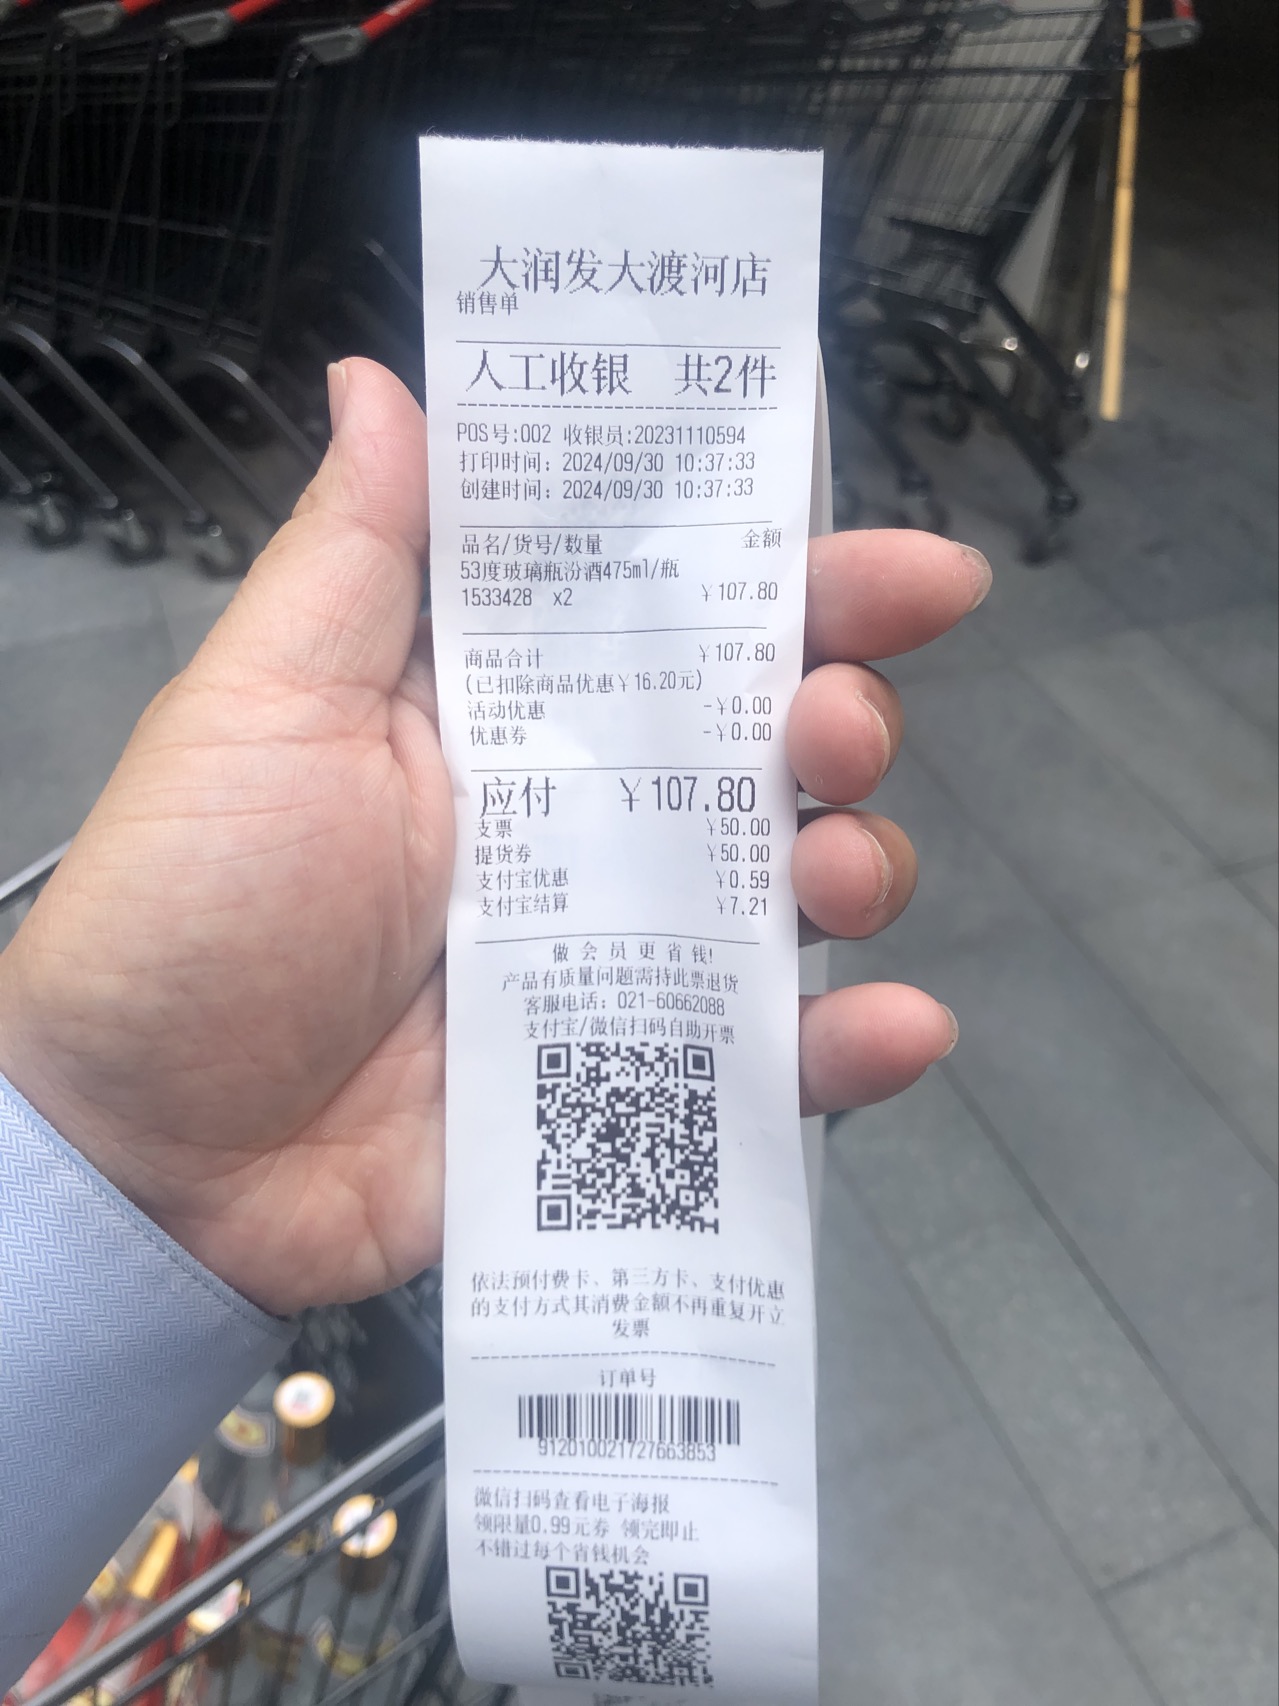 大润发大渡河店
销售单
人工收银 共2件
POS号:002 收银员:20231110594
打印时间: 2024/09/30 10:37:33
创建时间: 2024/09/30 10:37:33
品名/货号/数量 金额
53度玻璃瓶汾酒475ml/瓶
1533428 x2 ￥107.80
商品合计 ￥107.80
(已扣除商品优惠￥16.20元)
活动优惠 -￥0.00
优惠券 -￥0.00
应付 ￥107.80
支票 ￥50.00
提货券 ￥50.00
支付宝优惠 ￥0.59
支付宝结算 ￥7.21
做会员更省钱!
产品有质量问题需持此票退货
客服电话: 021-60662088
支付宝/微信扫码自助开票
依法预付费卡、第三方卡、支付优惠
的支付方式其消费金额不再重复开立
发票
订单号
912010021727663853
微信扫码查看电子海报
领限量0.99元券 领完即止
不错过每个省钱机会